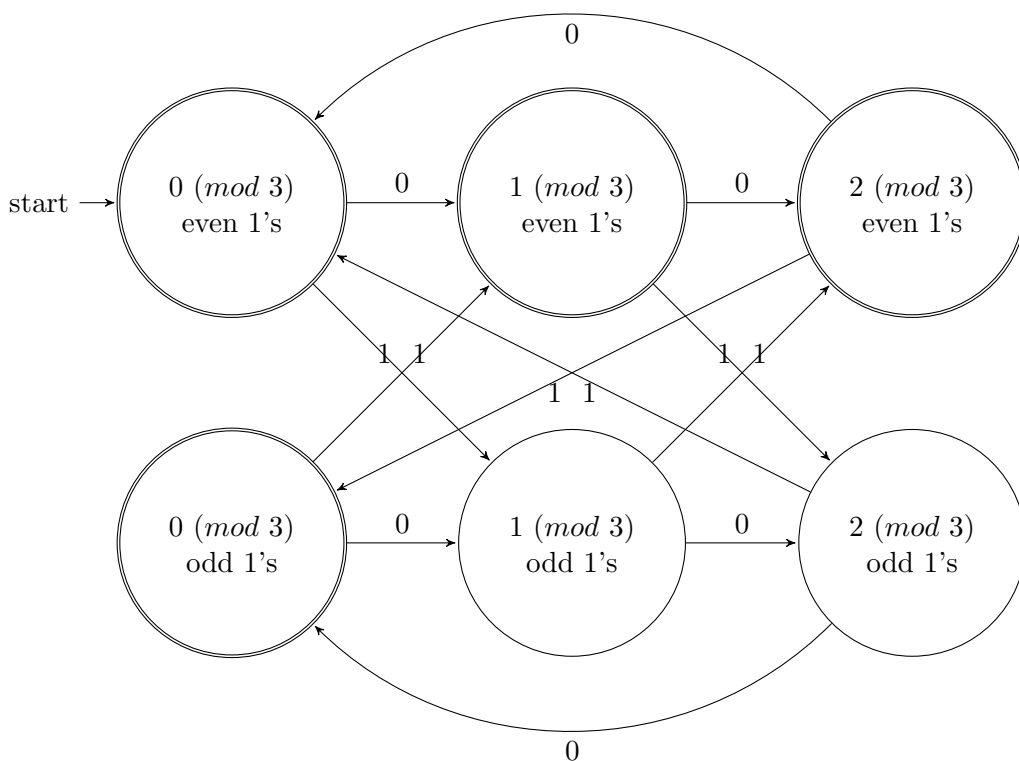 0
0 (mod 3)
even 1's
1 (mod 3)
even 1's
2 (mod 3)
even 1's
start
0
0
1 1
1 1
1 1
0 (mod 3)
odd 1's
1 (mod 3)
odd 1's
2 (mod 3)
odd 1's
0
0
0